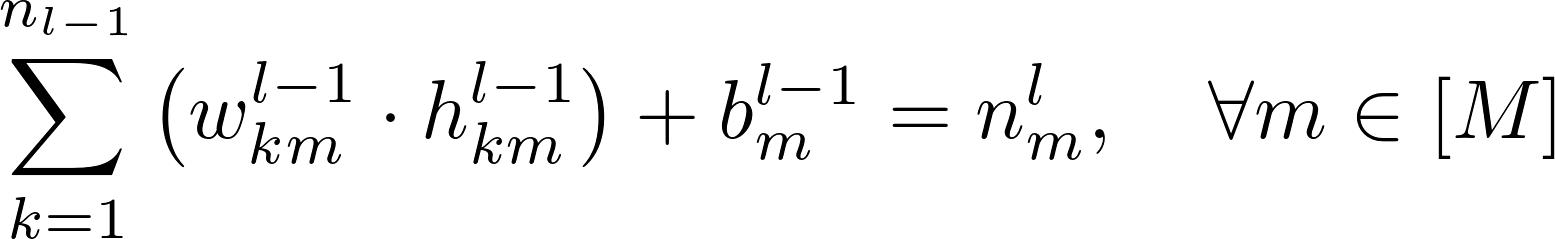 \sum_{k=1}^{n_{l-1}} \left( w_{km}^{l-1} \cdot h_{km}^{l-1} \right) + b_m^{l-1} = n_m^l, \quad \forall m \in [M]